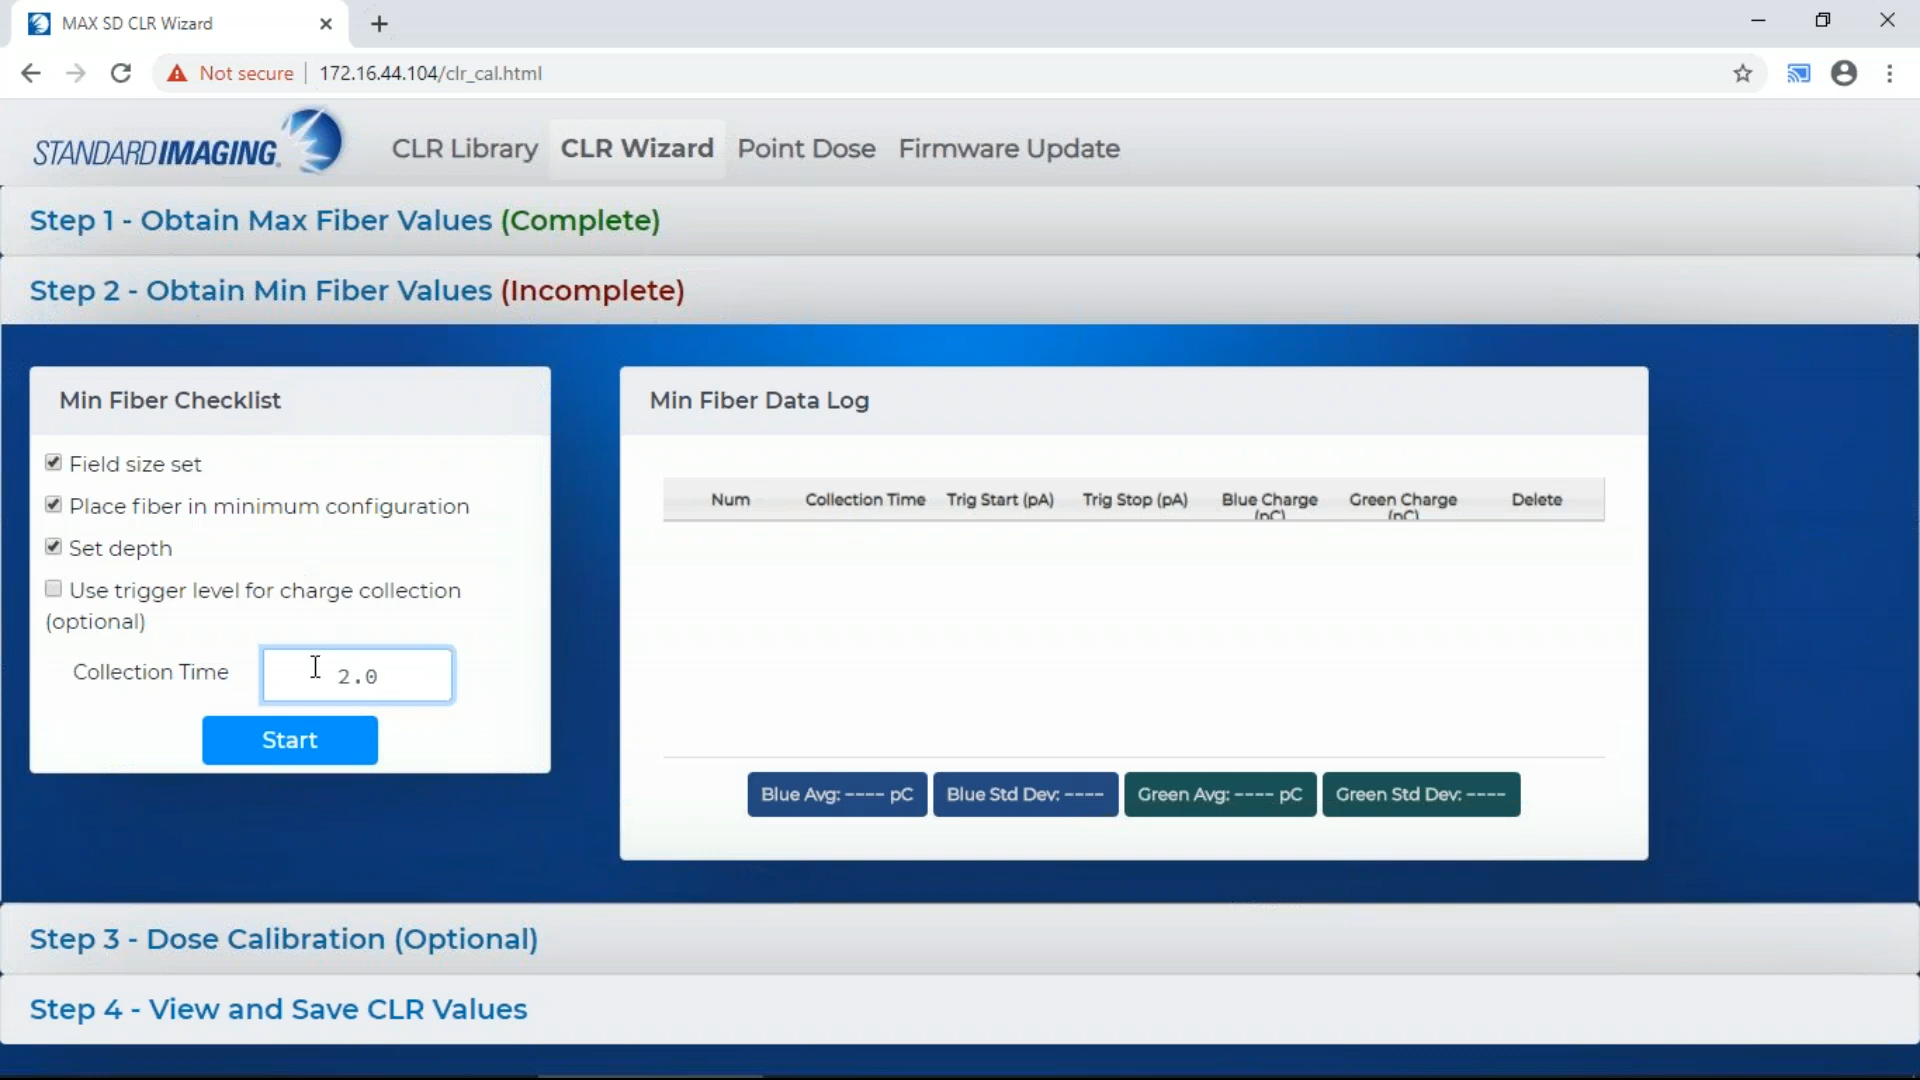 MAX SD CLR Wizard
Not secure
172.16.44.104/clr_cal.html
STANDARD IMAGING®
CLR Library
CLR Wizard
Point Dose
Firmware Update
Step 1 - Obtain Max Fiber Values (Complete)
Step 2 - Obtain Min Fiber Values (Incomplete)
Min Fiber Checklist
Field size set
Place fiber in minimum configuration
Set depth
Use trigger level for charge collection
(optional)
Collection Time
2.0
Start
Min Fiber Data Log
Num
Collection Time
Trig Start (pA)
Trig Stop (pA)
Blue Charge
(nC)
Green Charge
(nC)
Delete
Blue Avg: ---- pC
Blue Std Dev: ----
Green Avg: ---- pC
Green Std Dev: ----
Step 3 - Dose Calibration (Optional)
Step 4 - View and Save CLR Values